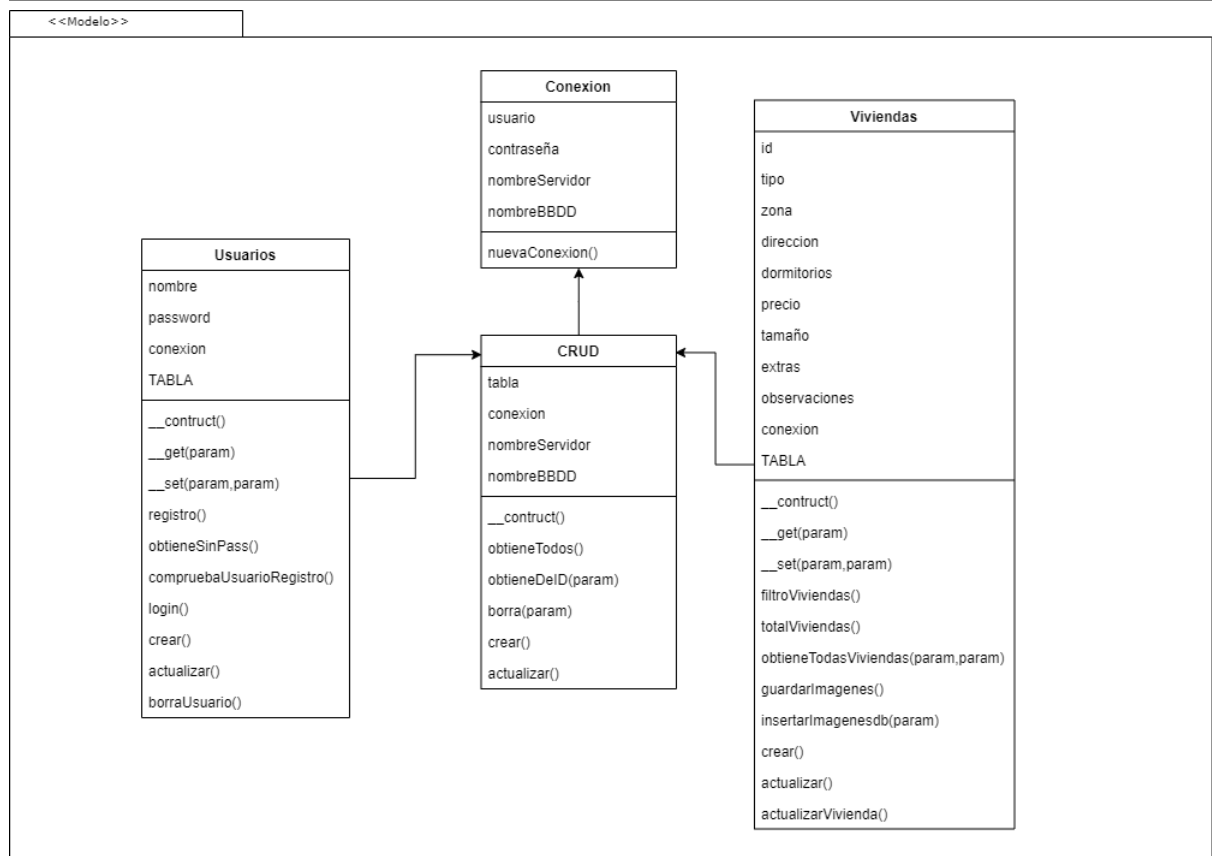 <<Modelo>>
Conexion
usuario
contraseña
nombreServidor
nombreBBDD
nuevaConexion()
Usuarios
nombre
password
conexion
TABLA
__contruct()
__get(param)
__set(param,param)
registro()
obtieneSinPass()
compruebaUsuarioRegistro()
login()
crear()
actualizar()
borraUsuario()
CRUD
tabla
conexion
nombreServidor
nombreBBDD
__contruct()
obtieneTodos()
obtieneDeID(param)
borra(param)
crear()
actualizar()
Viviendas
id
tipo
zona
direccion
dormitorios
precio
tamaño
extras
observaciones
conexion
TABLA
__contruct()
__get(param)
__set(param,param)
filtroViviendas()
totalViviendas()
obtieneTodasViviendas(param,param)
guardarImagenes()
insertarImagenesdb(param)
crear()
actualizar()
actualizarVivienda()